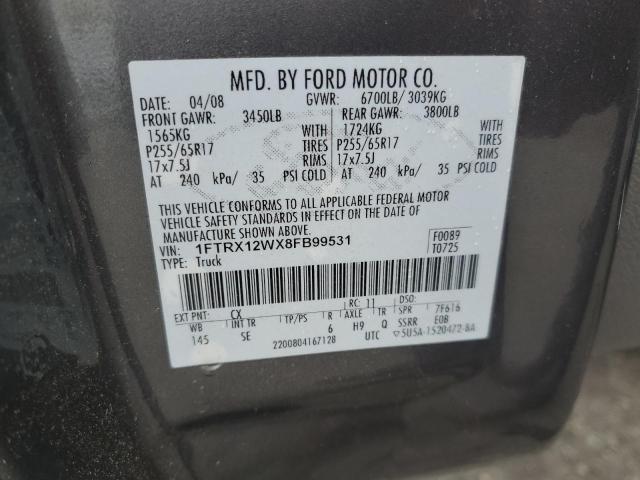 MFD. BY FORD MOTOR CO.
DATE: 04/08 GVWR: 6700LB/ 3039KG
FRONT GAWR: 3450LB REAR GAWR: 3800LB
1565KG WITH 1724KG WITH
P255/65R17 TIRES P255/65R17 TIRES
17x7.5J RIMS 17x7.5J RIMS
AT 240 kPa/ 35 PSI COLD AT 240 kPa/ 35 PSI COLD
THIS VEHICLE CONFORMS TO ALL APPLICABLE FEDERAL MOTOR
VEHICLE SAFETY STANDARDS IN EFFECT ON THE DATE OF
MANUFACTURE SHOWN ABOVE.
VIN: 1FTRX12WX8FB99531 F0089
TYPE: Truck T0725
EXT PNT: CX RC: 11 DSO:
WB INT TR TP/PS R AXLE TR SPR 7F616
145 SE 6 H9 Q SSRR E0B
2200804167128 UTC ▽5U5A-1520472-BA